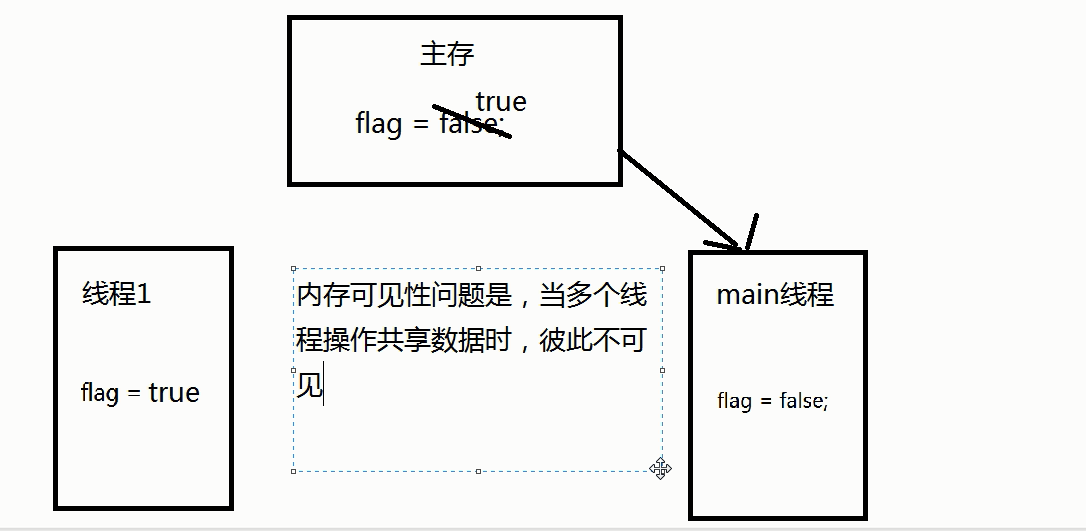 主存
true
flag = false;
线程1
flag = true
内存可见性问题是，当多个线
程操作共享数据时，彼此不可
见
main线程
flag = false;